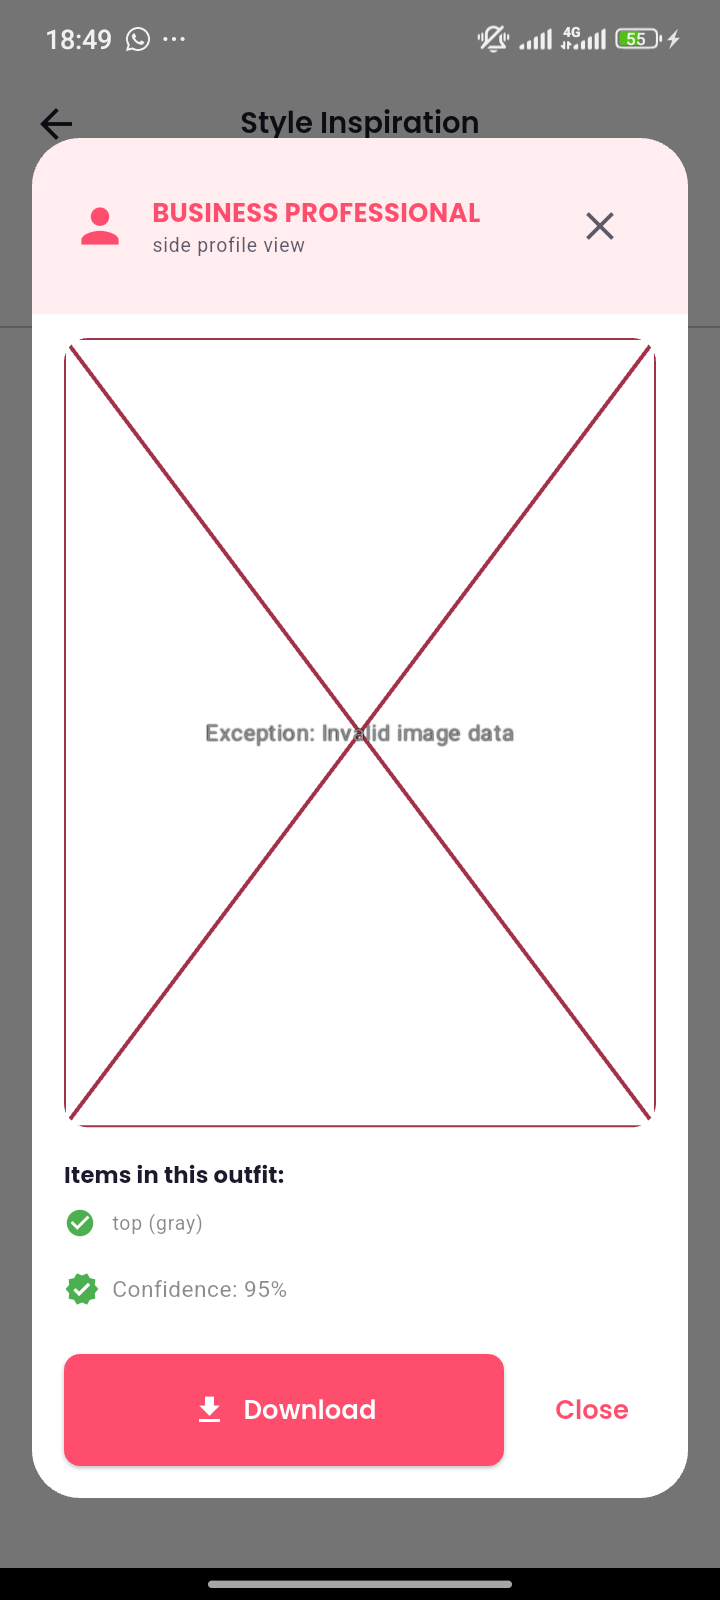 18:49
4G
55
Style Inspiration
BUSINESS PROFESSIONAL
side profile view
Exception: Invalid image data
Items in this outfit:
top (gray)
Confidence: 95%
Download
Close